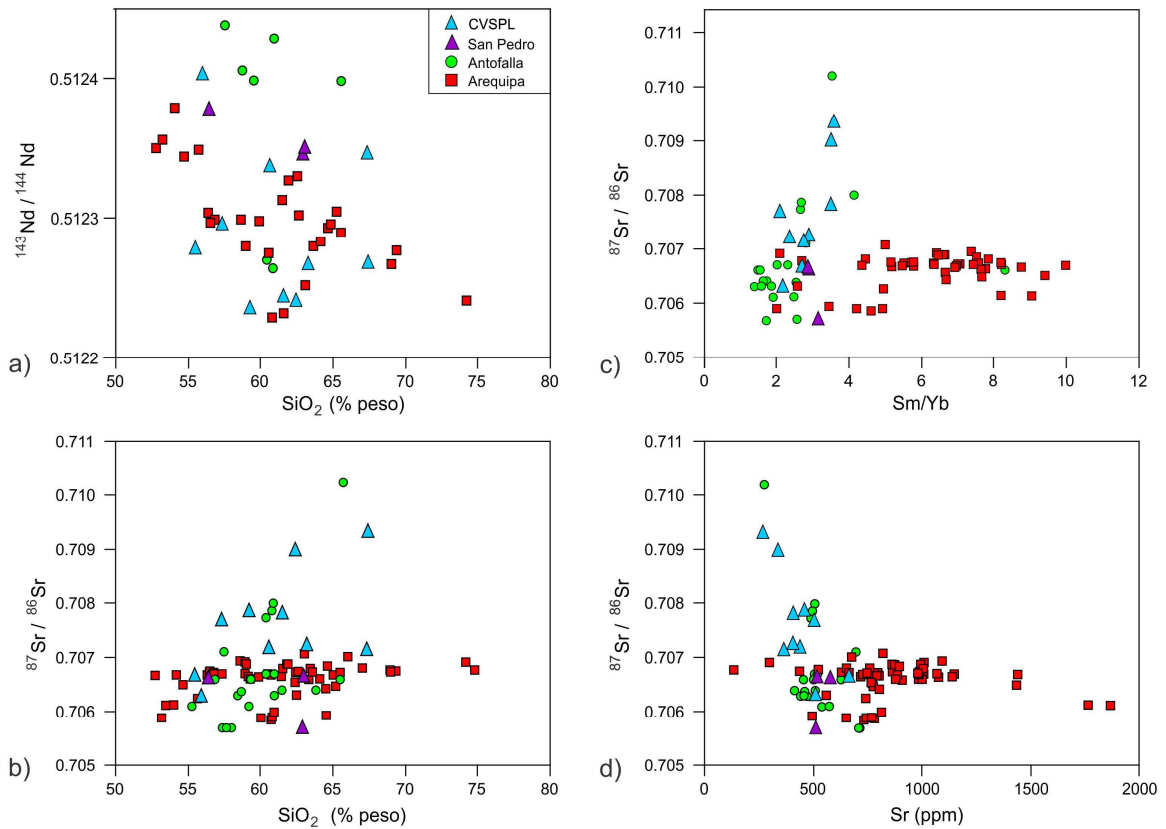 CVSPL
San Pedro
Antofalla
Arequipa
0.5124
0.5123
0.5122
143Nd / 144 Nd
50 55 60 65 70 75 80
SiO2 (% peso)
a)
0.711
0.710
0.709
0.708
0.707
0.706
0.705
87Sr / 86Sr
0 2 4 6 8 10 12
Sm/Yb
c)
0.711
0.710
0.709
0.708
0.707
0.706
0.705
87Sr / 86Sr
50 55 60 65 70 75 80
SiO2 (% peso)
b)
0.711
0.710
0.709
0.708
0.707
0.706
0.705
87Sr / 86Sr
0 500 1000 1500 2000
Sr (ppm)
d)